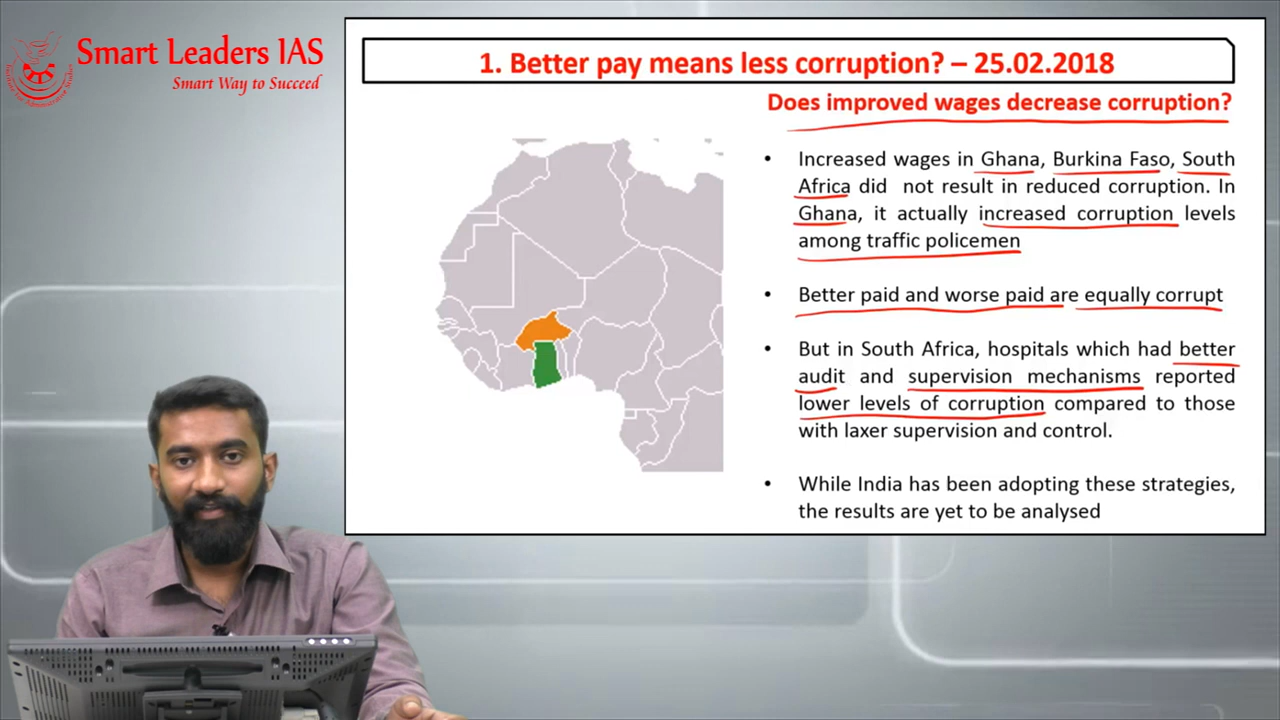 Smart Leaders IAS
Smart Way to Succeed
1. Better pay means less corruption? – 25.02.2018
Does improved wages decrease corruption?
• Increased wages in Ghana, Burkina Faso, South
Africa did not result in reduced corruption. In
Ghana, it actually increased corruption levels
among traffic policemen
• Better paid and worse paid are equally corrupt
• But in South Africa, hospitals which had better
audit and supervision mechanisms reported
lower levels of corruption compared to those
with laxer supervision and control.
• While India has been adopting these strategies,
the results are yet to be analysed